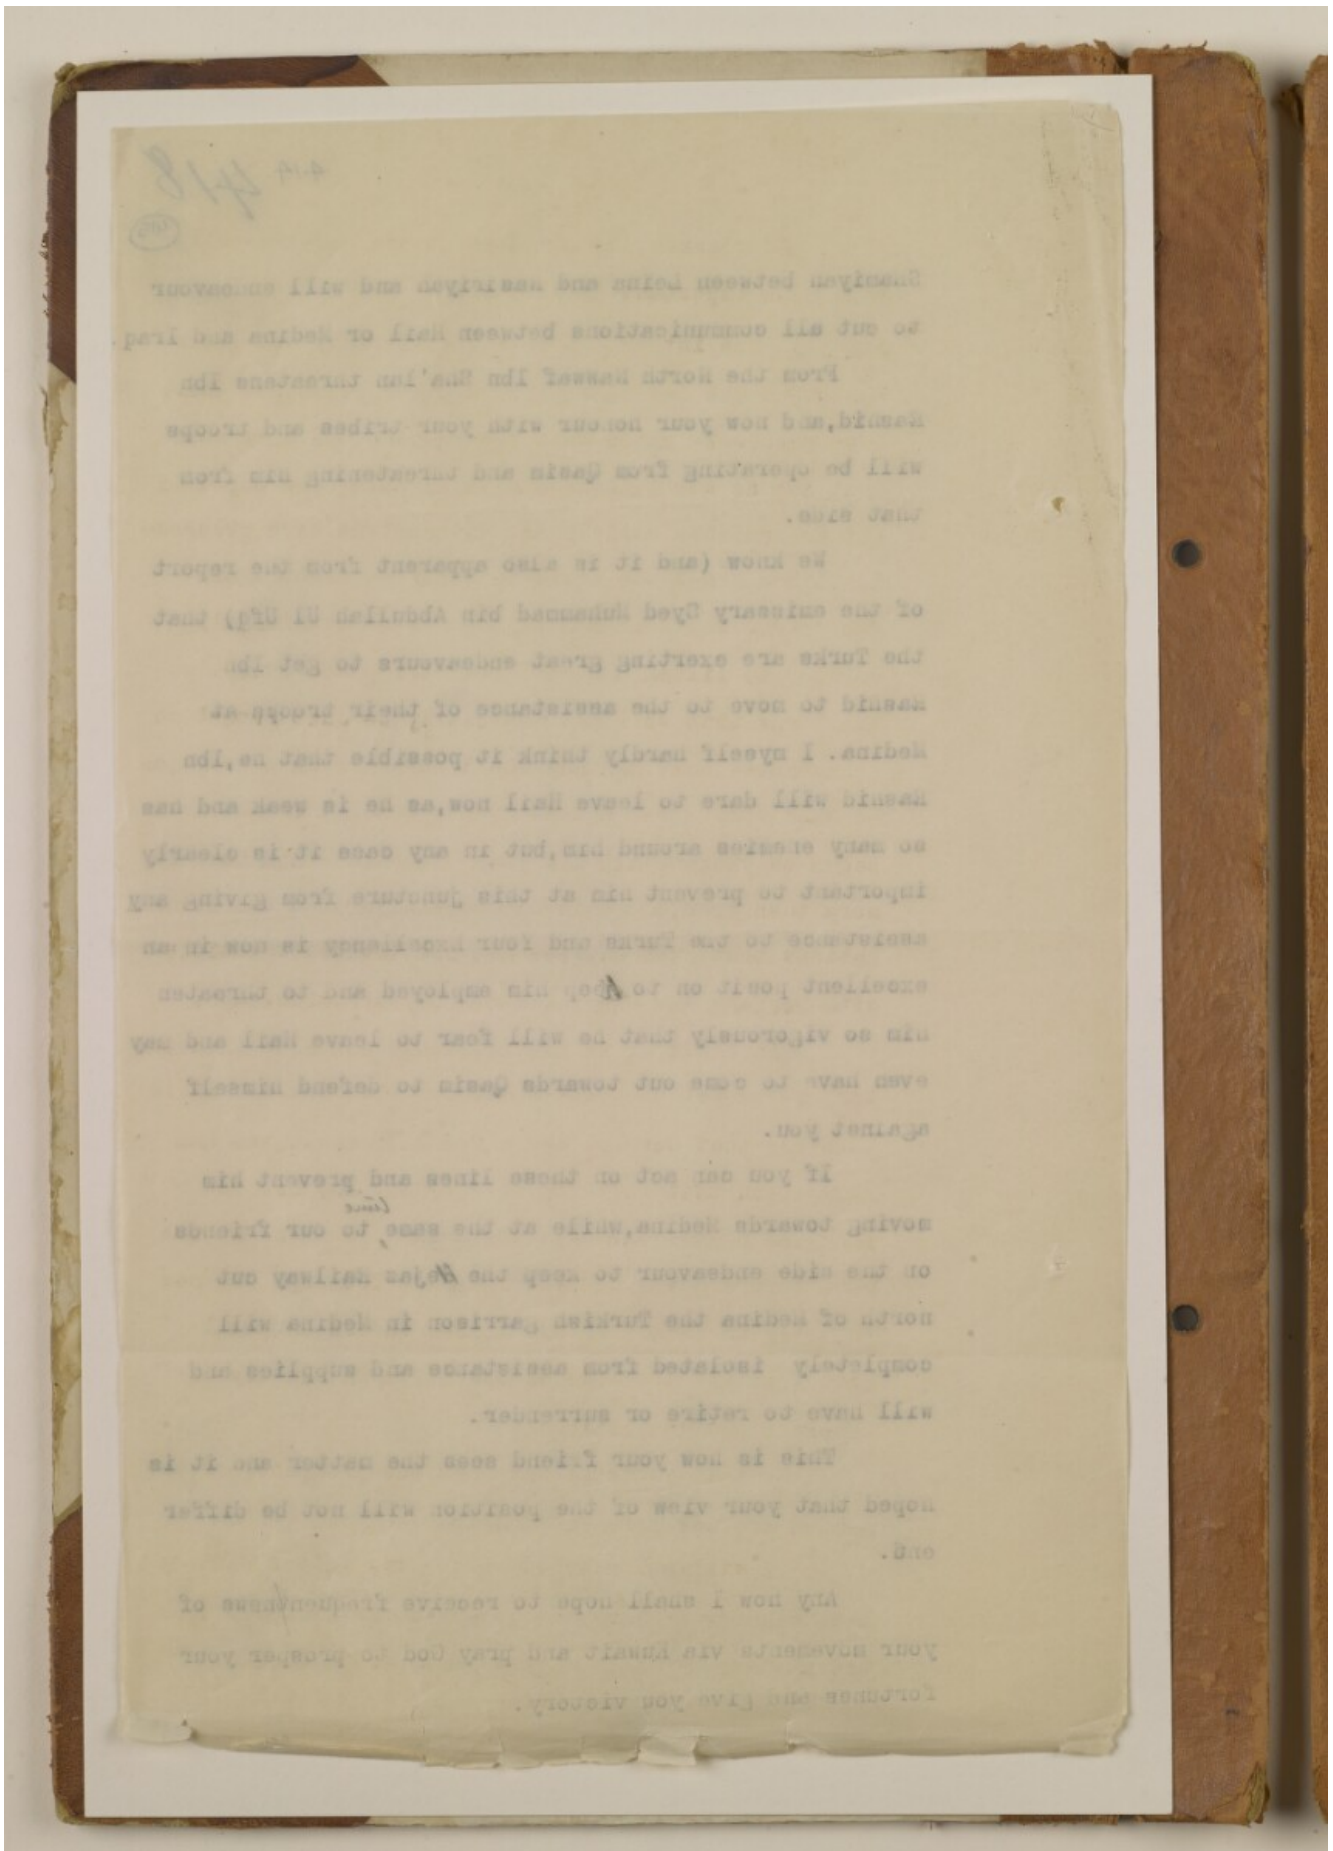 419 418
Shamiyah between Leina and Nasiriyah and will endeavour
to cut all communications between Hail or Medina and Iraq.
From the North Nawwaf Ibn Sha'lan threatens Ibn
Rashid,and now your honour with your tribes and troops
will be operating from Qasim and threatening him from
that side.
We know (and it is also apparent from the report
of the emissary Syed Muhammad bin Abdullah Ul Ufq) that
the Turks are exerting great endeavours to get Ibn
Rashid to move to the assistance of their troops at
Medina. I myself hardly think it possible that he,Ibn
Rashid will dare to leave Hail now,as he is weak and has
so many enemies around him,but in any case it is clearly
important to prevent him at this juncture from giving any
assistance to the Turks and Your Excellency is now in an
excellent posit on to keep him employed and to threaten
him so vigorously that he will fear to leave Hail and may
even have to come out towards Qasim to defend himself
against you.
If you can act on these lines and prevent him
moving towards Medina,while at the same time to our friends
on the side endeavour to keep the Hejaz Railway cut
north of Medina the Turkish garrison in Medina will
completely isolated from assistance and supplies and
will have to retire or surrender.
This is how your friend sees the matter and it is
hoped that your view of the position will not be differ
ent.
Any how I shall hope to receive frequent news of
your movements via Kuwait and pray God to prosper your
fortunes and give you victory.